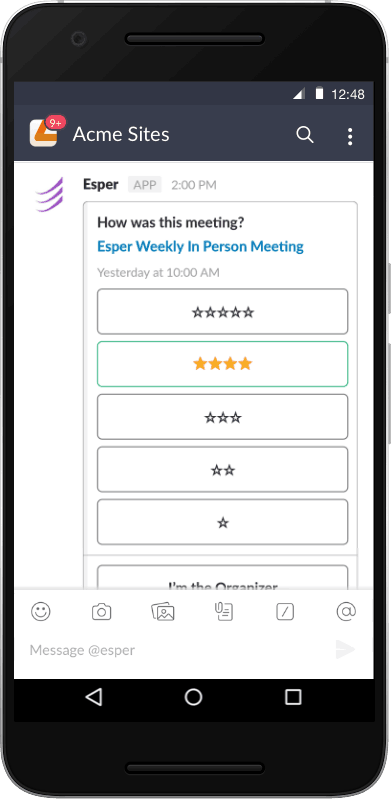 12:48
9+
Acme Sites
Esper APP 2:00 PM
How was this meeting?
Esper Weekly In Person Meeting
Yesterday at 10:00 AM
☆☆☆☆☆
★★★★
☆☆☆
☆☆
☆
I'm the Organizer
Message @esper